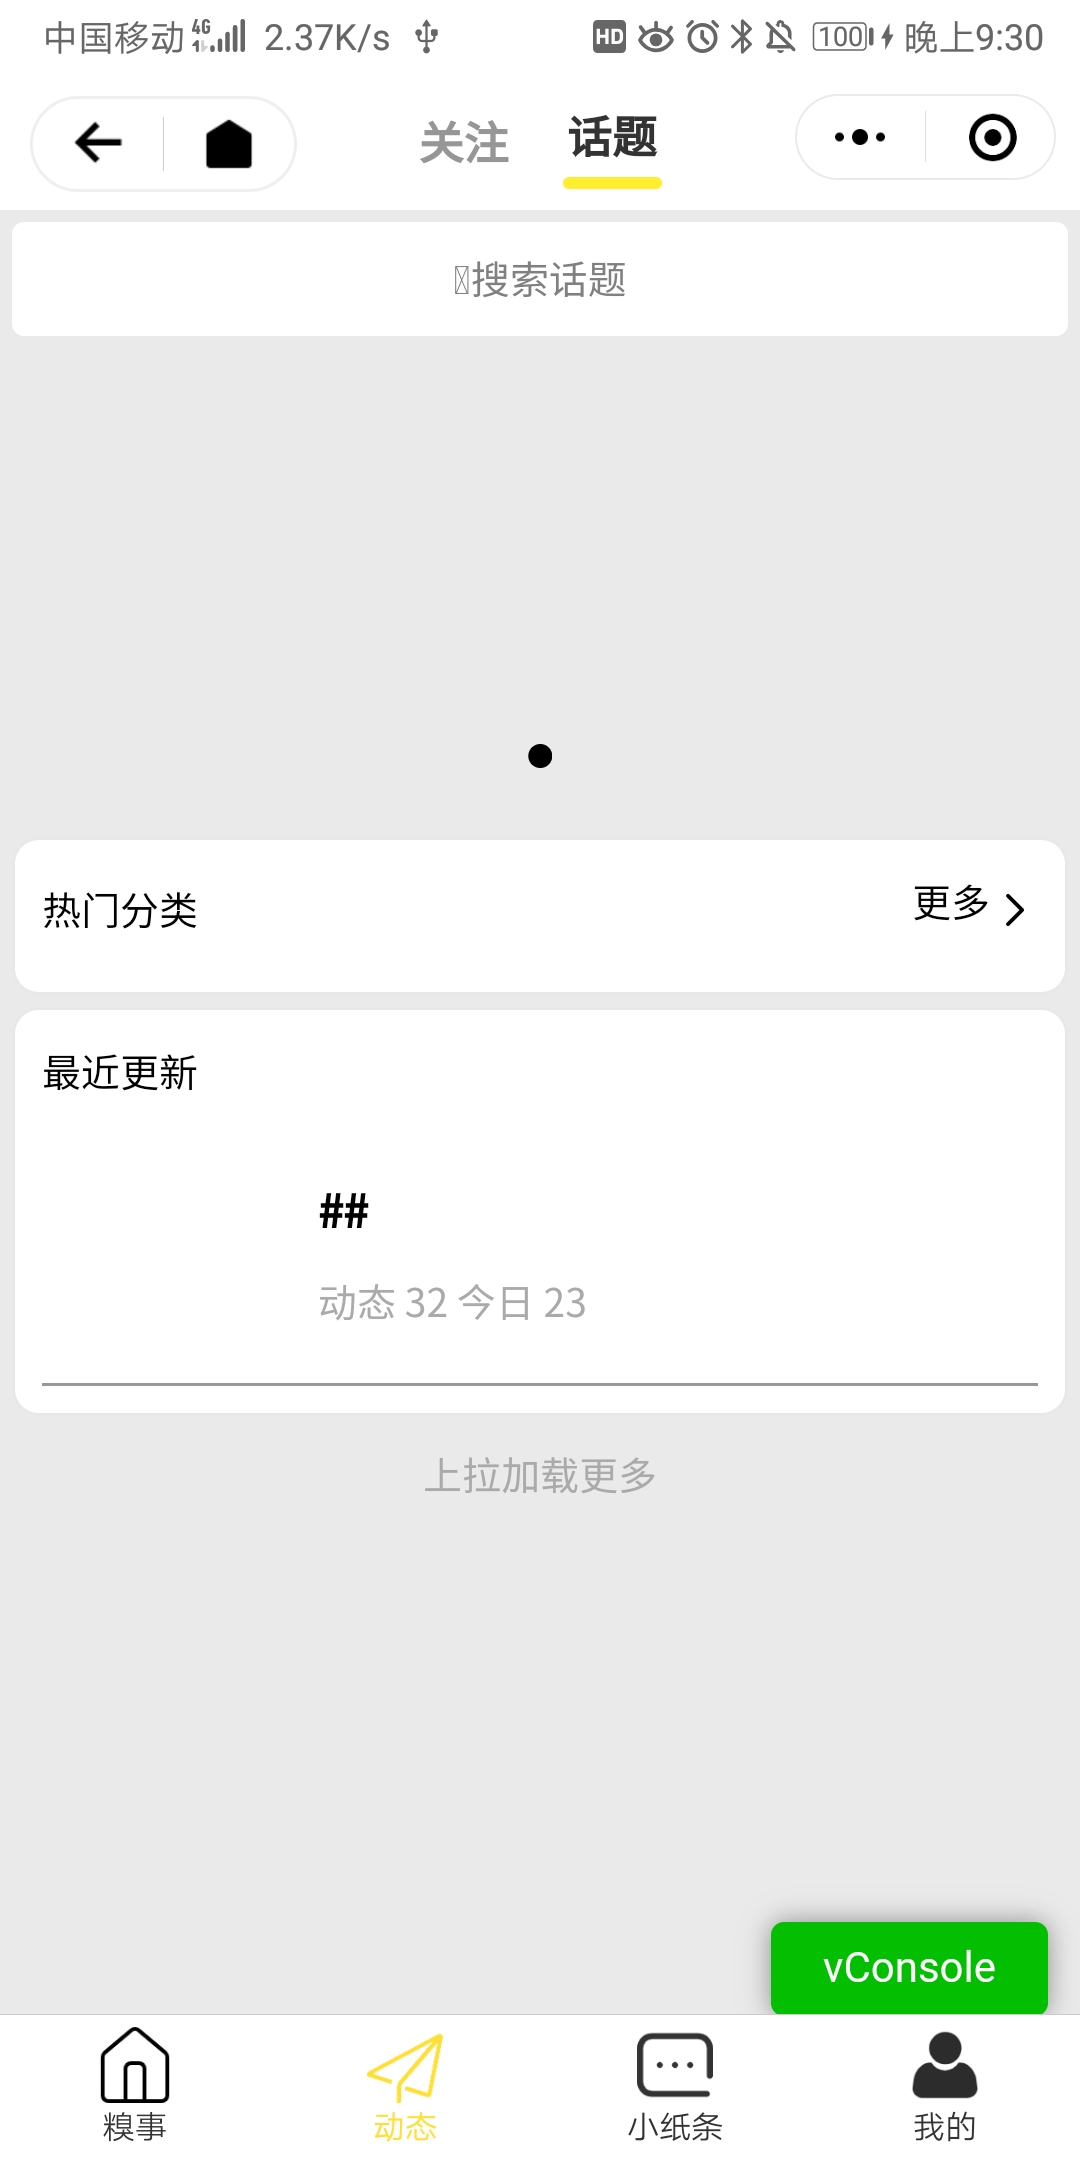 中国移动 4G 2.37K/s HD 100 晚上9:30
关注 话题
搜索话题
热门分类 更多
最近更新
##
动态 32 今日 23
上拉加载更多
vConsole
糗事 动态 小纸条 我的